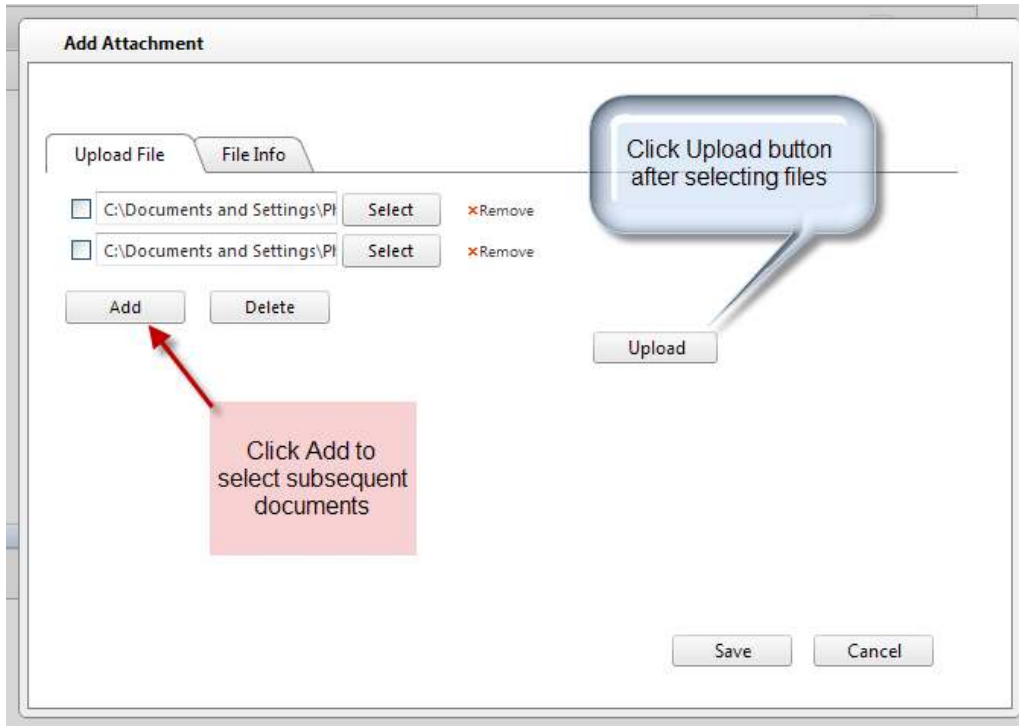 Add Attachment
Upload File
File Info
Click Upload button
after selecting files
C:\Documents and Settings\Pl Select ×Remove
C:\Documents and Settings\Pl Select ×Remove
Add Delete
Upload
Click Add to
select subsequent
documents
Save Cancel